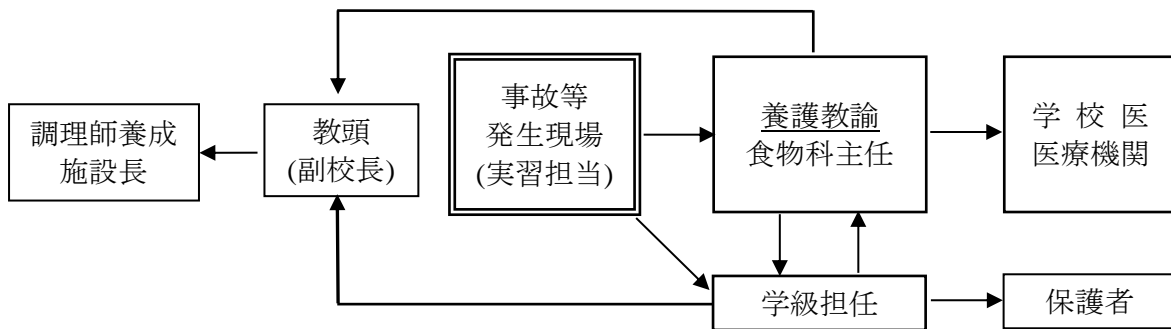 調理師養成
施設長
教頭
(副校長)
事故等
発生現場
(実習担当)
養護教諭
食物科主任
学校医
医療機関
学級担任
保護者